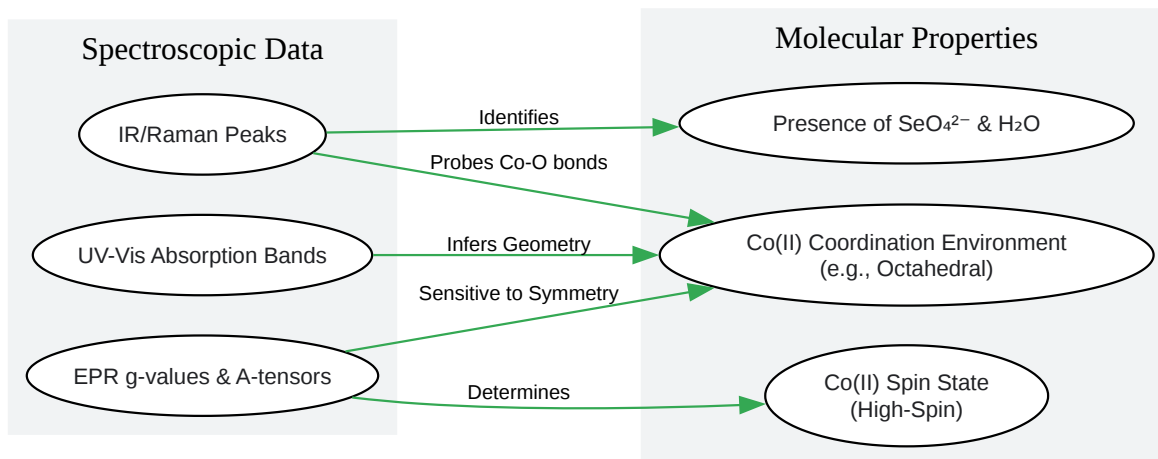 Spectroscopic Data
Molecular Properties
IR/Raman Peaks
Identifies
Presence of SeO₄²⁻ & H₂O
Probes Co-O bonds
UV-Vis Absorption Bands
Infers Geometry
Co(II) Coordination Environment
(e.g., Octahedral)
Sensitive to Symmetry
EPR g-values & A-tensors
Determines
Co(II) Spin State
(High-Spin)